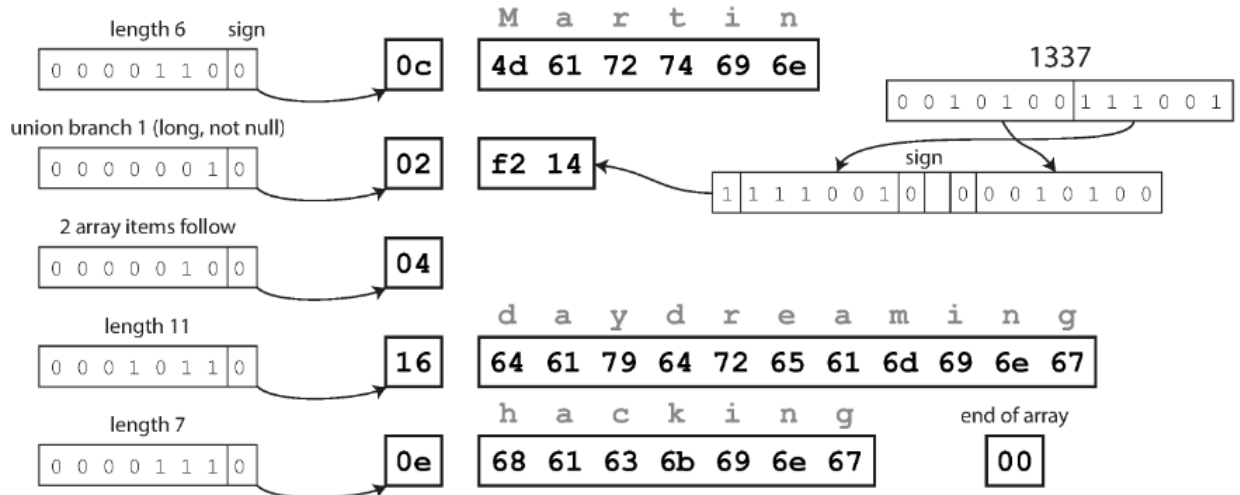 M a r t i n
length 6 sign
0 0 0 0 1 1 0 0
0c
4d 61 72 74 69 6e
1337
0 0 1 0 1 0 0 1 1 1 0 0 1
union branch 1 (long, not null)
0 0 0 0 0 0 1 0
02
f2 14
sign
1 1 1 1 0 0 1 0 0 0 0 1 0 1 0 0
2 array items follow
0 0 0 0 0 1 0 0
04
length 11
0 0 0 1 0 1 1 0
16
d a y d r e a m i n g
64 61 79 64 72 65 61 6d 69 6e 67
length 7
0 0 0 0 1 1 1 0
0e
h a c k i n g
68 61 63 6b 69 6e 67
end of array
00